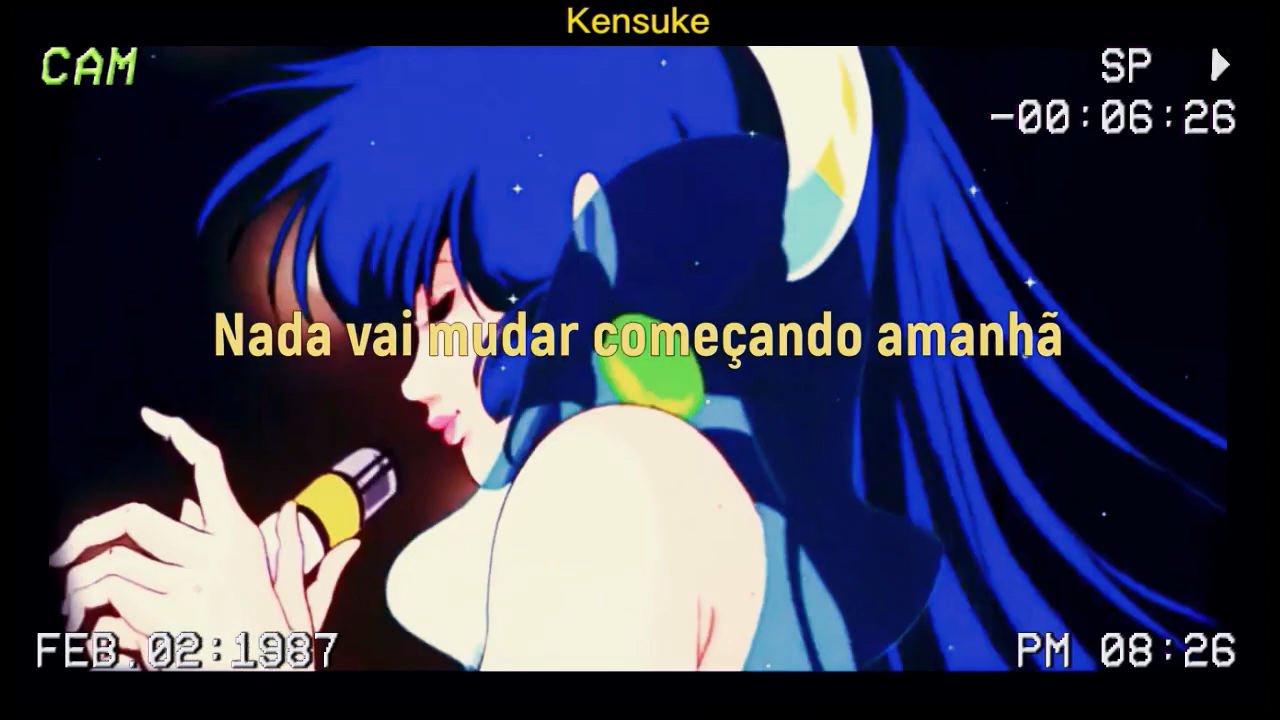 Kensuke
CAM
SP
-00:06:26
Nada vai mudar começando amanhã
FEB.02:1987
PM 08:26